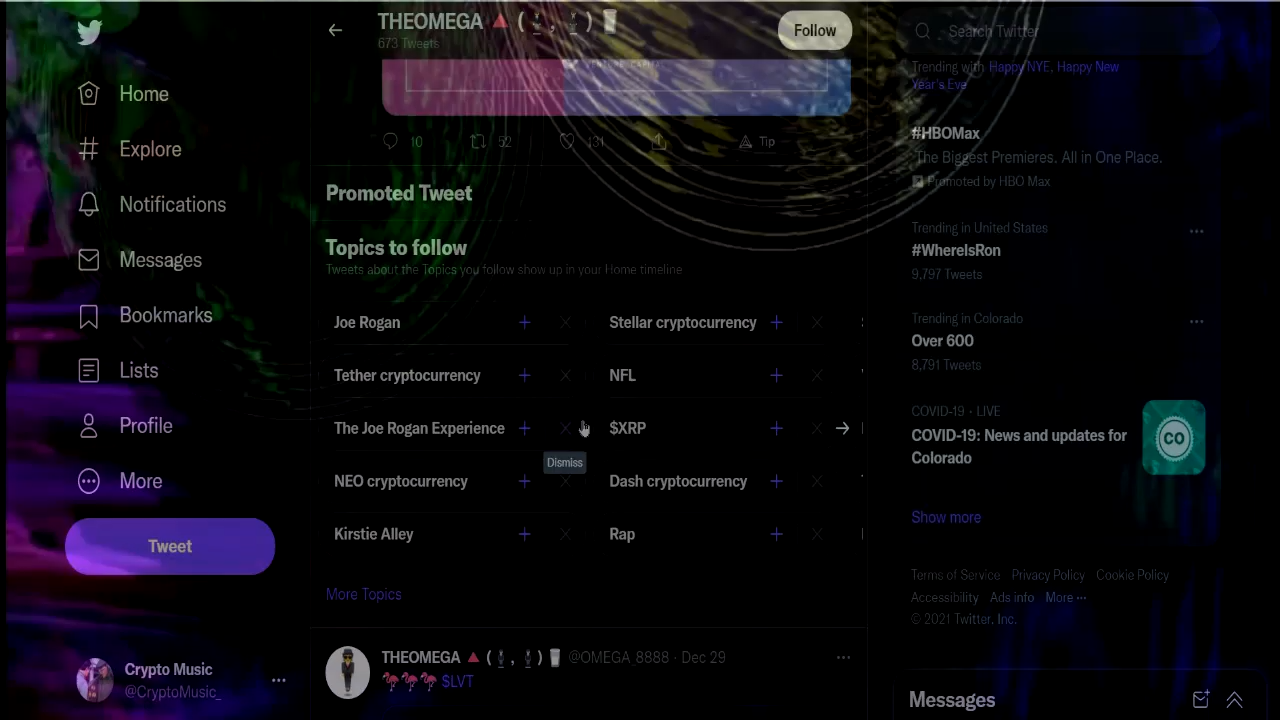 Home
Explore
Notifications
Messages
Bookmarks
Lists
Profile
More
Tweet
Crypto Music
@CryptoMusic_
THEOMEGA 🔺
673 Tweets
Follow
VENTURE CAPITAL
10 52 131 Tip
Promoted Tweet
Topics to follow
Tweets about the Topics you follow show up in your Home timeline
Joe Rogan
Stellar cryptocurrency
Tether cryptocurrency
NFL
The Joe Rogan Experience
$XRP
Dismiss
NEO cryptocurrency
Dash cryptocurrency
Kirstie Alley
Rap
More Topics
THEOMEGA 🔺 @OMEGA_8888 · Dec 29
🦩🦩🦩 $LVT
Search Twitter
Trending with Happy NYE, Happy New
Year's Eve
#HBOMax
The Biggest Premieres. All in One Place.
Promoted by HBO Max
Trending in United States
#WhereIsRon
9,797 Tweets
Trending in Colorado
Over 600
8,791 Tweets
COVID-19 · LIVE
COVID-19: News and updates for
Colorado
CO
Show more
Terms of Service Privacy Policy Cookie Policy
Accessibility Ads info More ···
© 2021 Twitter, Inc.
Messages